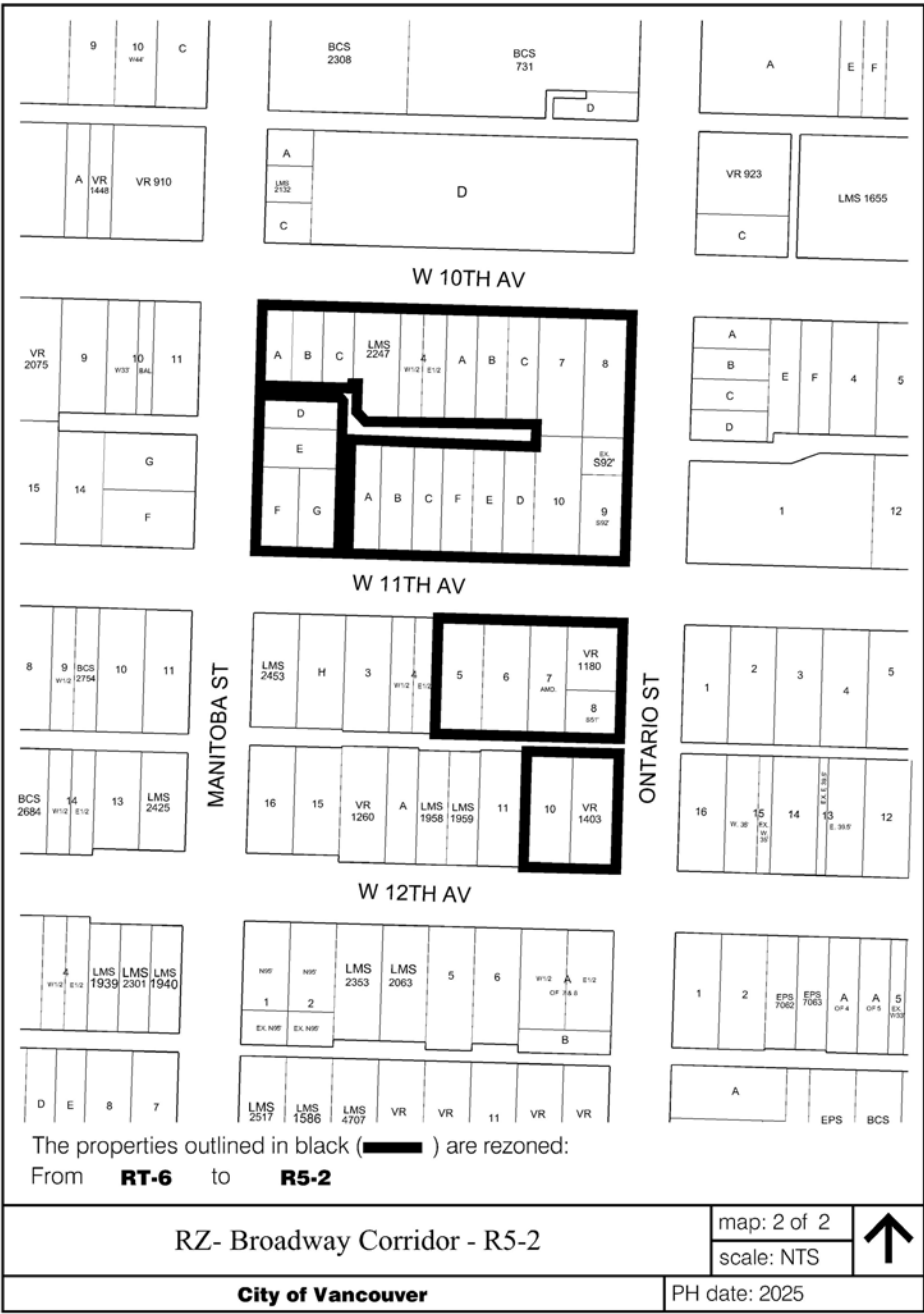 9
10
W44'
C
BCS
2308
BCS
731
D
A
E
F
A
VR
1448
VR 910
A
LMS
2132
C
D
VR 923
C
LMS 1655
W 10TH AV
VR
2075
9
10
W33'
BAL
11
A
B
C
LMS
2247
4
W1/2
E1/2
A
B
C
7
8
A
B
C
D
E
F
4
5
D
E
F
G
A
B
C
F
E
D
10
EX.
S92'
9
S92'
15
14
G
F
1
12
W 11TH AV
8
9
W1/2
BCS
2754
10
11
MANITOBA ST
LMS
2453
H
3
4
W1/2
E1/2
5
6
7
AMD.
VR
1180
8
S51'
ONTARIO ST
1
2
3
4
5
BCS
2684
14
W1/2
E1/2
13
LMS
2425
16
15
VR
1260
A
LMS
1958
LMS
1959
11
10
VR
1403
16
W. 38'
15
EX.
W.
38'
14
EX. E. 39.5'
13
E. 39.5'
12
W 12TH AV
4
W1/2
E1/2
LMS
1939
LMS
2301
LMS
1940
N95'
1
EX. N95'
N95'
2
EX. N95'
LMS
2353
LMS
2063
5
6
W1/2
A
E1/2
B
1
2
EPS
7062
EPS
7063
A
OF 4
A
OF 5
5
EX.
W33'
D
E
8
7
LMS
2517
LMS
1586
LMS
4707
VR
VR
11
VR
VR
A
EPS
BCS
The properties outlined in black ( ) are rezoned:
From RT-6 to R5-2
RZ- Broadway Corridor - R5-2
map: 2 of 2
scale: NTS
City of Vancouver
PH date: 2025